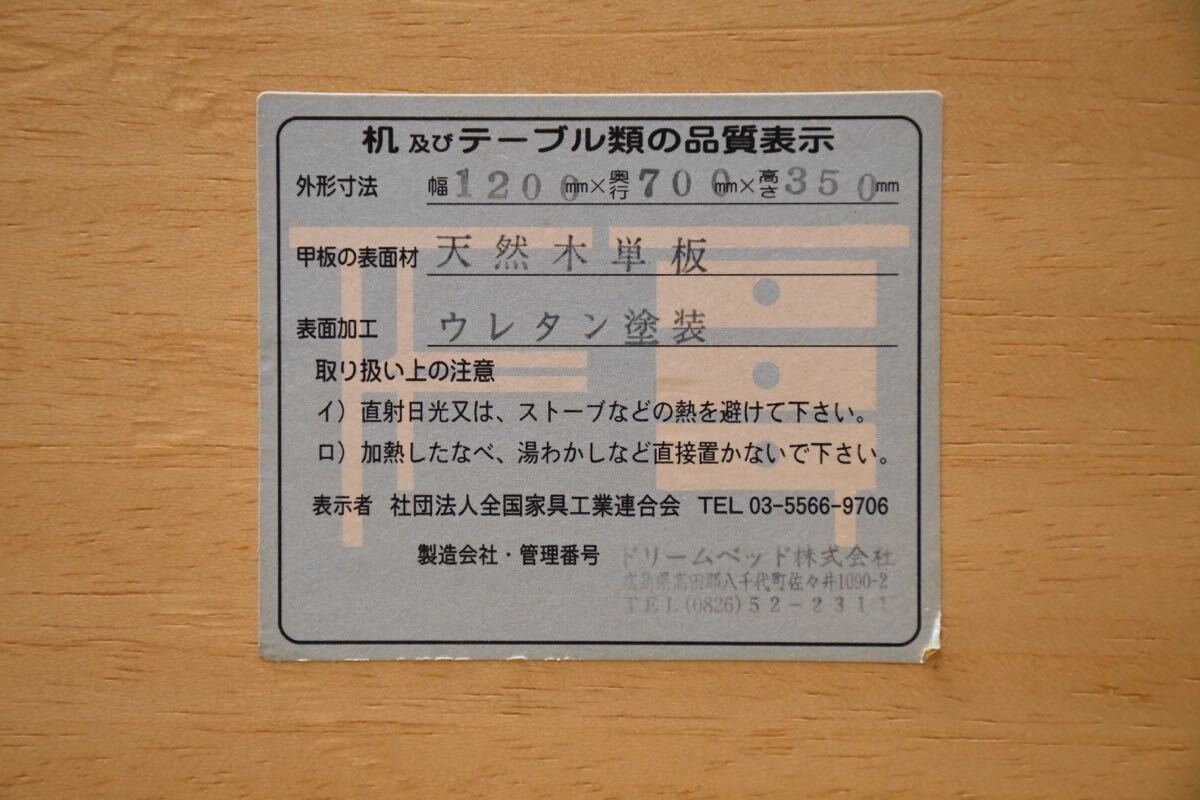 机及びテーブル類の品質表示
外形寸法 幅1200mm×奥行700mm×高さ350mm
甲板の表面材 天然木単板
表面加工 ウレタン塗装
取り扱い上の注意
イ）直射日光又は、ストーブなどの熱を避けて下さい。
ロ）加熱したなべ、湯わかしなど直接置かないで下さい。
表示者 社団法人全国家具工業連合会 TEL 03-5566-9706
製造会社・管理番号 ドリームベッド株式会社
広島県高田郡八千代町佐々井1090-2
TEL(0826)52-2311